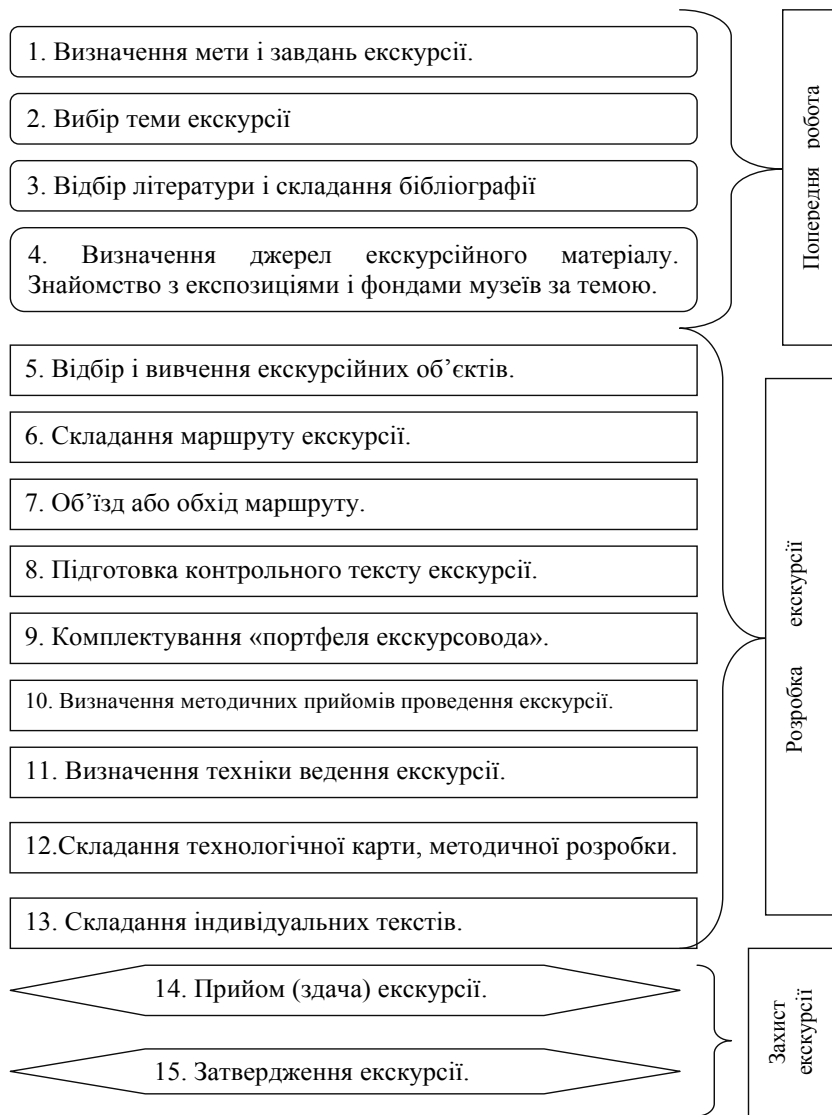 1. Визначення мети і завдань екскурсії.
2. Вибір теми екскурсії
3. Відбір літератури і складання бібліографії
4. Визначення джерел екскурсійного матеріалу.
Знайомство з експозиціями і фондами музеїв за темою.
Попередня робота
5. Відбір і вивчення екскурсійних об’єктів.
6. Складання маршруту екскурсії.
7. Об’їзд або обхід маршруту.
8. Підготовка контрольного тексту екскурсії.
9. Комплектування «портфеля екскурсовода».
10. Визначення методичних прийомів проведення екскурсії.
11. Визначення техніки ведення екскурсії.
12.Складання технологічної карти, методичної розробки.
13. Складання індивідуальних текстів.
Розробка екскурсії
14. Прийом (здача) екскурсії.
15. Затвердження екскурсії.
Захист
екскурсії